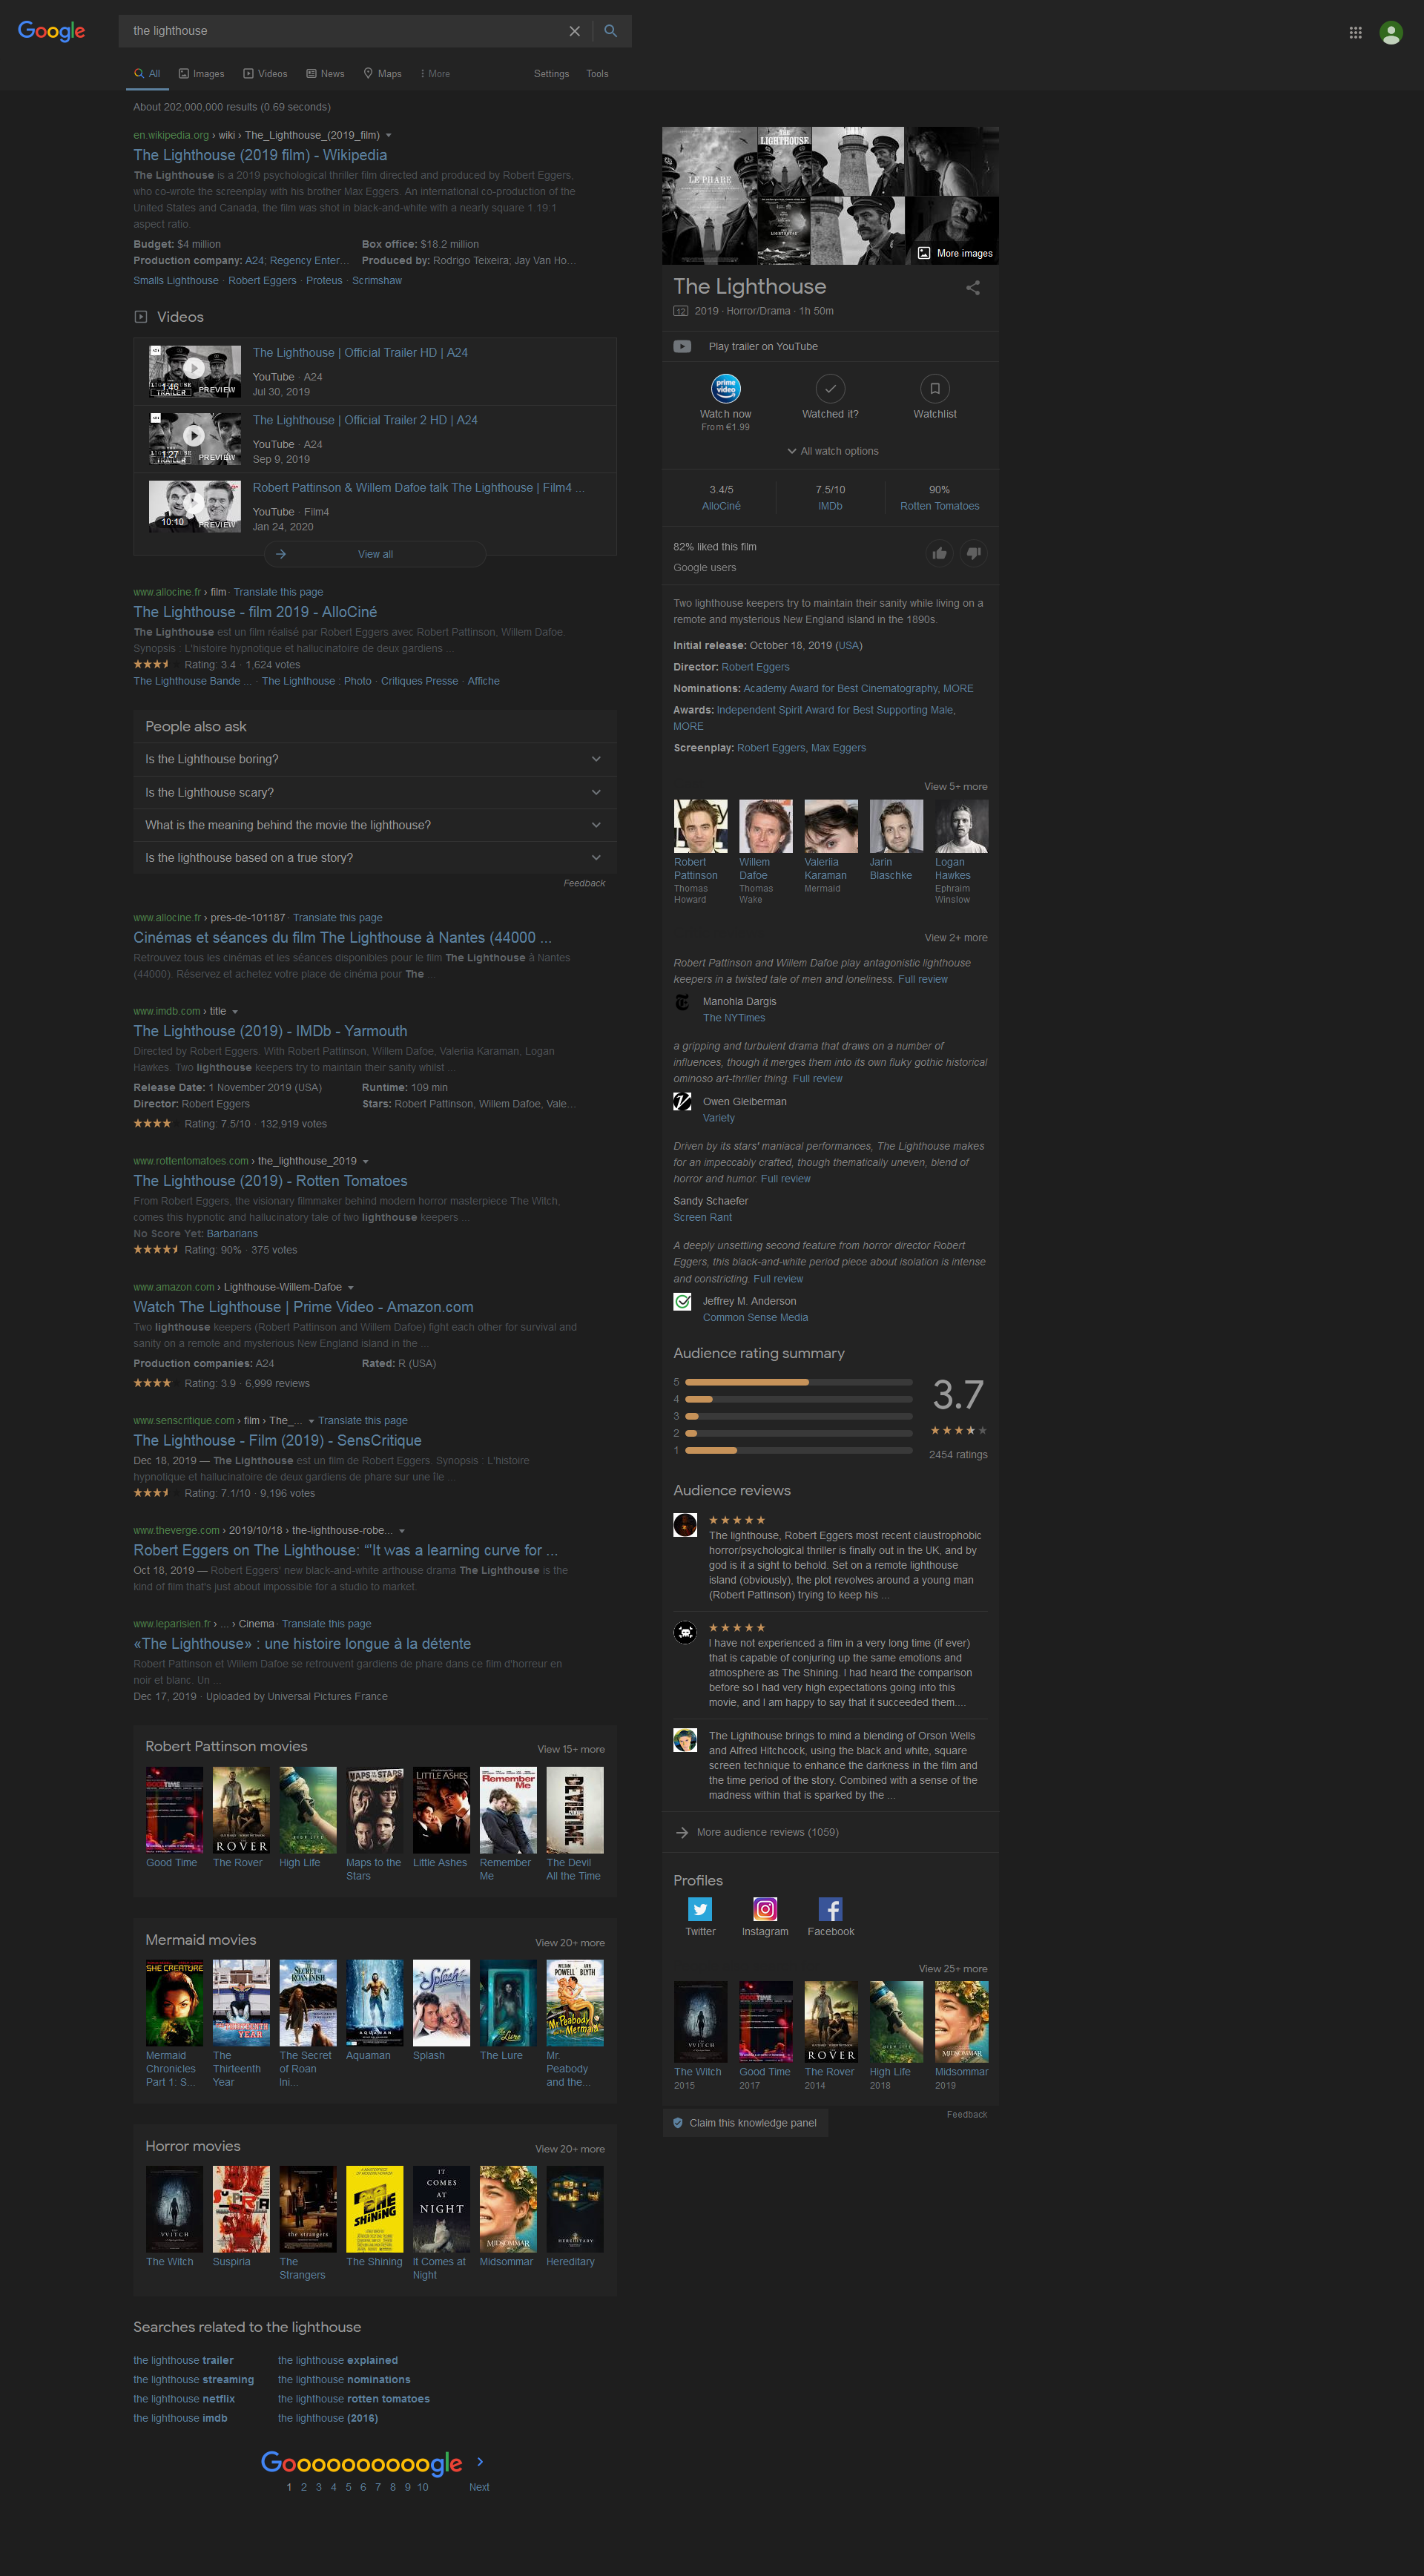 Google
the lighthouse
All
Images
Videos
News
Maps
More
Settings
Tools
About 202,000,000 results (0.69 seconds)
en.wikipedia.org › wiki › The_Lighthouse_(2019_film)
The Lighthouse (2019 film) - Wikipedia
The Lighthouse is a 2019 psychological thriller film directed and produced by Robert Eggers,
who co-wrote the screenplay with his brother Max Eggers. An international co-production of the
United States and Canada, the film was shot in black-and-white with a nearly square 1.19:1
aspect ratio.
Budget: $4 million
Box office: $18.2 million
Production company: A24; Regency Enter...
Produced by: Rodrigo Teixeira; Jay Van Ho...
Smalls Lighthouse · Robert Eggers · Proteus · Scrimshaw
Videos
The Lighthouse | Official Trailer HD | A24
YouTube · A24
Jul 30, 2019
1:46
PREVIEW
TRAILER
The Lighthouse | Official Trailer 2 HD | A24
YouTube · A24
Sep 9, 2019
1:27
PREVIEW
TRAILER
Robert Pattinson & Willem Dafoe talk The Lighthouse | Film4 ...
YouTube · Film4
Jan 24, 2020
10:10
PREVIEW
View all
www.allocine.fr › film · Translate this page
The Lighthouse - film 2019 - AlloCiné
The Lighthouse est un film réalisé par Robert Eggers avec Robert Pattinson, Willem Dafoe.
Synopsis : L'histoire hypnotique et hallucinatoire de deux gardiens ...
Rating: 3.4 · 1,624 votes
The Lighthouse Bande ... · The Lighthouse : Photo · Critiques Presse · Affiche
People also ask
Is the Lighthouse boring?
Is the Lighthouse scary?
What is the meaning behind the movie the lighthouse?
Is the lighthouse based on a true story?
Feedback
www.allocine.fr › pres-de-101187 · Translate this page
Cinémas et séances du film The Lighthouse à Nantes (44000 ...
Retrouvez tous les cinémas et les séances disponibles pour le film The Lighthouse à Nantes
(44000). Réservez et achetez votre place de cinéma pour The ...
www.imdb.com › title
The Lighthouse (2019) - IMDb - Yarmouth
Directed by Robert Eggers. With Robert Pattinson, Willem Dafoe, Valeriia Karaman, Logan
Hawkes. Two lighthouse keepers try to maintain their sanity whilst ...
Release Date: 1 November 2019 (USA)
Runtime: 109 min
Director: Robert Eggers
Stars: Robert Pattinson, Willem Dafoe, Vale...
Rating: 7.5/10 · 132,919 votes
www.rottentomatoes.com › the_lighthouse_2019
The Lighthouse (2019) - Rotten Tomatoes
From Robert Eggers, the visionary filmmaker behind modern horror masterpiece The Witch,
comes this hypnotic and hallucinatory tale of two lighthouse keepers ...
No Score Yet: Barbarians
Rating: 90% · 375 votes
www.amazon.com › Lighthouse-Willem-Dafoe
Watch The Lighthouse | Prime Video - Amazon.com
Two lighthouse keepers (Robert Pattinson and Willem Dafoe) fight each other for survival and
sanity on a remote and mysterious New England island in the ...
Production companies: A24
Rated: R (USA)
Rating: 3.9 · 6,999 reviews
www.senscritique.com › film › The_... Translate this page
The Lighthouse - Film (2019) - SensCritique
Dec 18, 2019 — The Lighthouse est un film de Robert Eggers. Synopsis : L'histoire
hypnotique et hallucinatoire de deux gardiens de phare sur une île ...
Rating: 7.1/10 · 9,196 votes
www.theverge.com › 2019/10/18 › the-lighthouse-robe...
Robert Eggers on The Lighthouse: “'It was a learning curve for ...
Oct 18, 2019 — Robert Eggers' new black-and-white arthouse drama The Lighthouse is the
kind of film that's just about impossible for a studio to market.
www.leparisien.fr › ... › Cinema · Translate this page
«The Lighthouse» : une histoire longue à la détente
Robert Pattinson et Willem Dafoe se retrouvent gardiens de phare dans ce film d'horreur en
noir et blanc. Un ...
Dec 17, 2019 · Uploaded by Universal Pictures France
Robert Pattinson movies
View 15+ more
Good Time
The Rover
High Life
Maps to the
Stars
Little Ashes
Remember
Me
The Devil
All the Time
Mermaid movies
View 20+ more
Mermaid
Chronicles
Part 1: S...
The
Thirteenth
Year
The Secret
of Roan
Ini...
Aquaman
Splash
The Lure
Mr.
Peabody
and the...
Horror movies
View 20+ more
The Witch
Suspiria
The
Strangers
The Shining
It Comes at
Night
Midsommar
Hereditary
Searches related to the lighthouse
the lighthouse trailer
the lighthouse explained
the lighthouse streaming
the lighthouse nominations
the lighthouse netflix
the lighthouse rotten tomatoes
the lighthouse imdb
the lighthouse (2016)
Goooooooooogle
1 2 3 4 5 6 7 8 9 10
Next
LE PHARE
THE LIGHTHOUSE
More images
The Lighthouse
12 2019 · Horror/Drama · 1h 50m
Play trailer on YouTube
prime video
Watch now
From €1.99
Watched it?
Watchlist
All watch options
3.4/5
AlloCiné
7.5/10
IMDb
90%
Rotten Tomatoes
82% liked this film
Google users
Two lighthouse keepers try to maintain their sanity while living on a
remote and mysterious New England island in the 1890s.
Initial release: October 18, 2019 (USA)
Director: Robert Eggers
Nominations: Academy Award for Best Cinematography, MORE
Awards: Independent Spirit Award for Best Supporting Male,
MORE
Screenplay: Robert Eggers, Max Eggers
View 5+ more
Robert
Pattinson
Thomas
Howard
Willem
Dafoe
Thomas
Wake
Valeriia
Karaman
Mermaid
Jarin
Blaschke
Logan
Hawkes
Ephraim
Winslow
View 2+ more
Robert Pattinson and Willem Dafoe play antagonistic lighthouse
keepers in a twisted tale of men and loneliness. Full review
Manohla Dargis
The NYTimes
a gripping and turbulent drama that draws on a number of
influences, though it merges them into its own fluky gothic historical
ominoso art-thriller thing. Full review
Owen Gleiberman
Variety
Driven by its stars' maniacal performances, The Lighthouse makes
for an impeccably crafted, though thematically uneven, blend of
horror and humor. Full review
Sandy Schaefer
Screen Rant
A deeply unsettling second feature from horror director Robert
Eggers, this black-and-white period piece about isolation is intense
and constricting. Full review
Jeffrey M. Anderson
Common Sense Media
Audience rating summary
5
4
3
2
1
3.7
2454 ratings
Audience reviews
The lighthouse, Robert Eggers most recent claustrophobic
horror/psychological thriller is finally out in the UK, and by
god is it a sight to behold. Set on a remote lighthouse
island (obviously), the plot revolves around a young man
(Robert Pattinson) trying to keep his ...
I have not experienced a film in a very long time (if ever)
that is capable of conjuring up the same emotions and
atmosphere as The Shining. I had heard the comparison
before so I had very high expectations going into this
movie, and I am happy to say that it succeeded them....
The Lighthouse brings to mind a blending of Orson Wells
and Alfred Hitchcock, using the black and white, square
screen technique to enhance the darkness in the film and
the time period of the story. Combined with a sense of the
madness within that is sparked by the ...
More audience reviews (1059)
Profiles
Twitter
Instagram
Facebook
View 25+ more
The Witch
2015
Good Time
2017
The Rover
2014
High Life
2018
Midsommar
2019
Feedback
Claim this knowledge panel